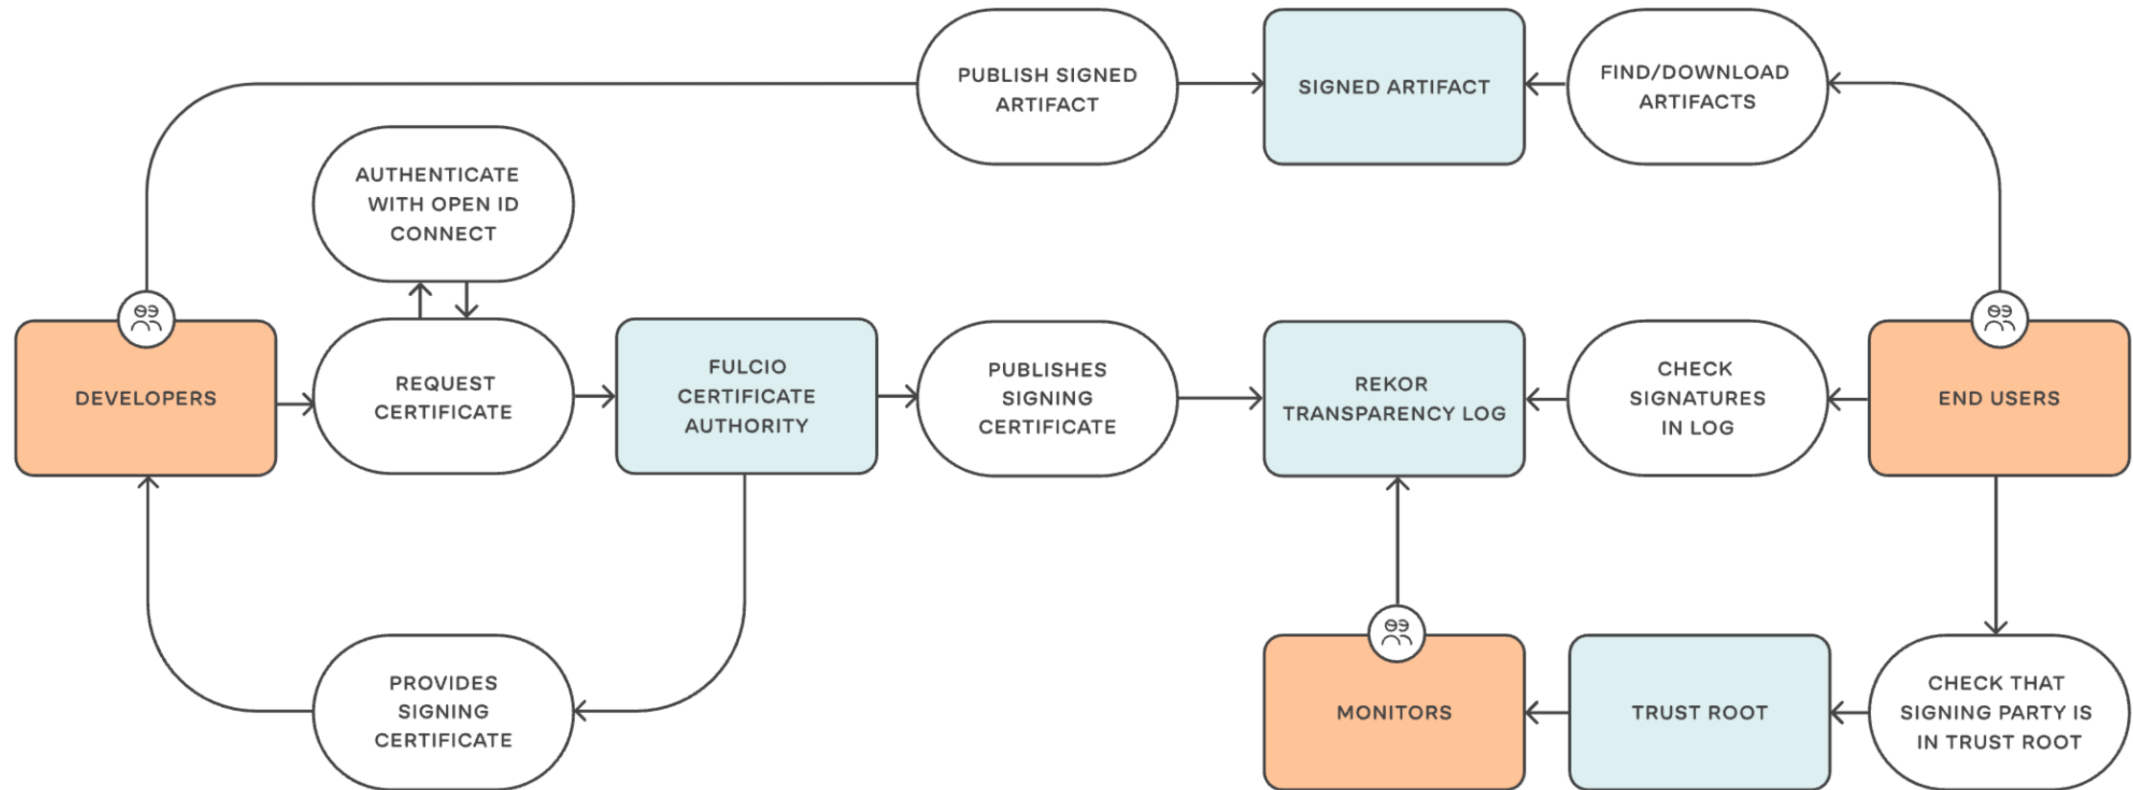 PUBLISH SIGNED
ARTIFACT
SIGNED ARTIFACT
FIND/DOWNLOAD
ARTIFACTS
AUTHENTICATE
WITH OPEN ID
CONNECT
DEVELOPERS
REQUEST
CERTIFICATE
FULCIO
CERTIFICATE
AUTHORITY
PUBLISHES
SIGNING
CERTIFICATE
REKOR
TRANSPARENCY LOG
CHECK
SIGNATURES
IN LOG
END USERS
PROVIDES
SIGNING
CERTIFICATE
MONITORS
TRUST ROOT
CHECK THAT
SIGNING PARTY IS
IN TRUST ROOT